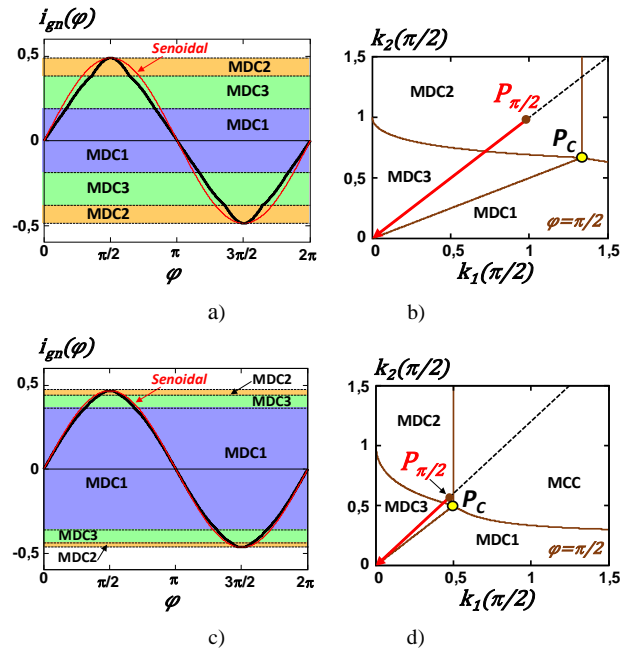 i_gn(φ)
0,5
0
-0,5
Senoidal
MDC2
MDC3
MDC1
MDC1
MDC3
MDC2
0
π/2
π
3π/2
2π
φ
a)
k_2(π/2)
1,5
1
0,5
0
MDC2
P_π/2
P_C
MDC3
MDC1
φ=π/2
0
0,5
1
1,5
k_1(π/2)
b)
i_gn(φ)
0,5
0
-0,5
Senoidal
MDC2
MDC3
MDC1
MDC1
MDC3
MDC2
0
π/2
π
3π/2
2π
φ
c)
k_2(π/2)
1,5
1
0,5
0
MDC2
P_π/2
P_C
MCC
MDC3
MDC1
φ=π/2
0
0,5
1
1,5
k_1(π/2)
d)